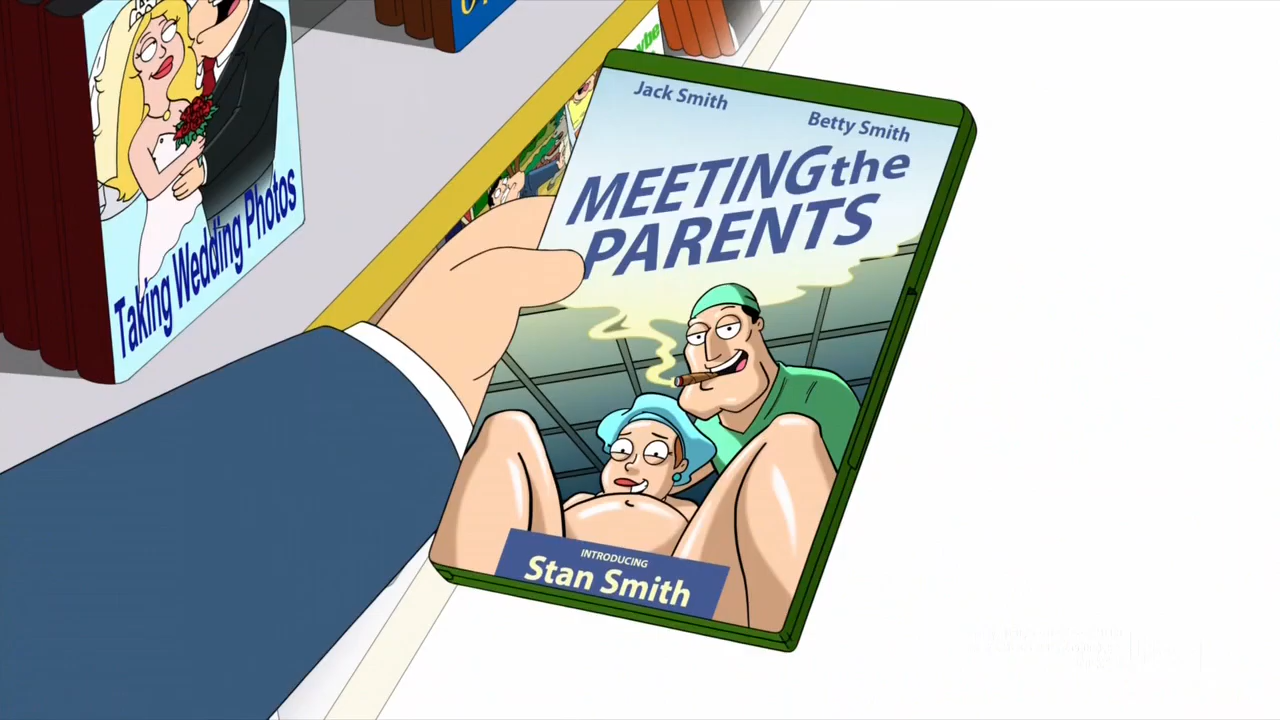 Taking Wedding Photos
Jack Smith
Betty Smith
MEETING the
PARENTS
INTRODUCING
Stan Smith